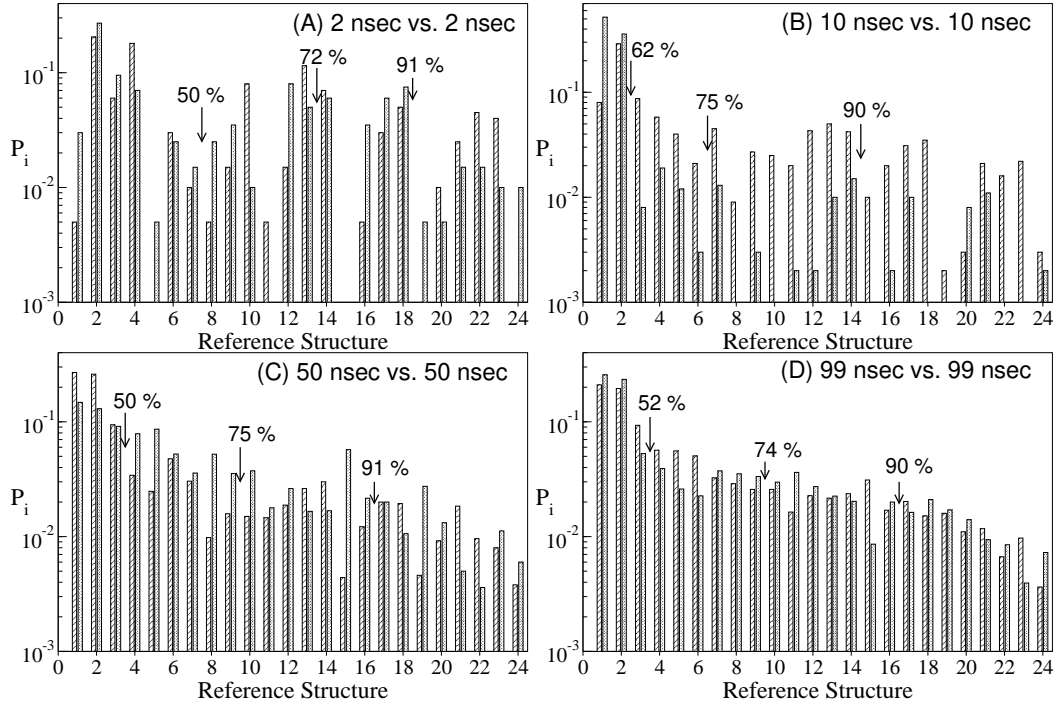 (A) 2 nsec vs. 2 nsec
50 %
72 %
91 %
10^-1
10^-2
10^-3
P_i
0 2 4 6 8 10 12 14 16 18 20 22 24
Reference Structure
(B) 10 nsec vs. 10 nsec
62 %
75 %
90 %
10^-1
10^-2
10^-3
P_i
0 2 4 6 8 10 12 14 16 18 20 22 24
Reference Structure
(C) 50 nsec vs. 50 nsec
50 %
75 %
91 %
10^-1
10^-2
10^-3
P_i
0 2 4 6 8 10 12 14 16 18 20 22 24
Reference Structure
(D) 99 nsec vs. 99 nsec
52 %
74 %
90 %
10^-1
10^-2
10^-3
P_i
0 2 4 6 8 10 12 14 16 18 20 22 24
Reference Structure